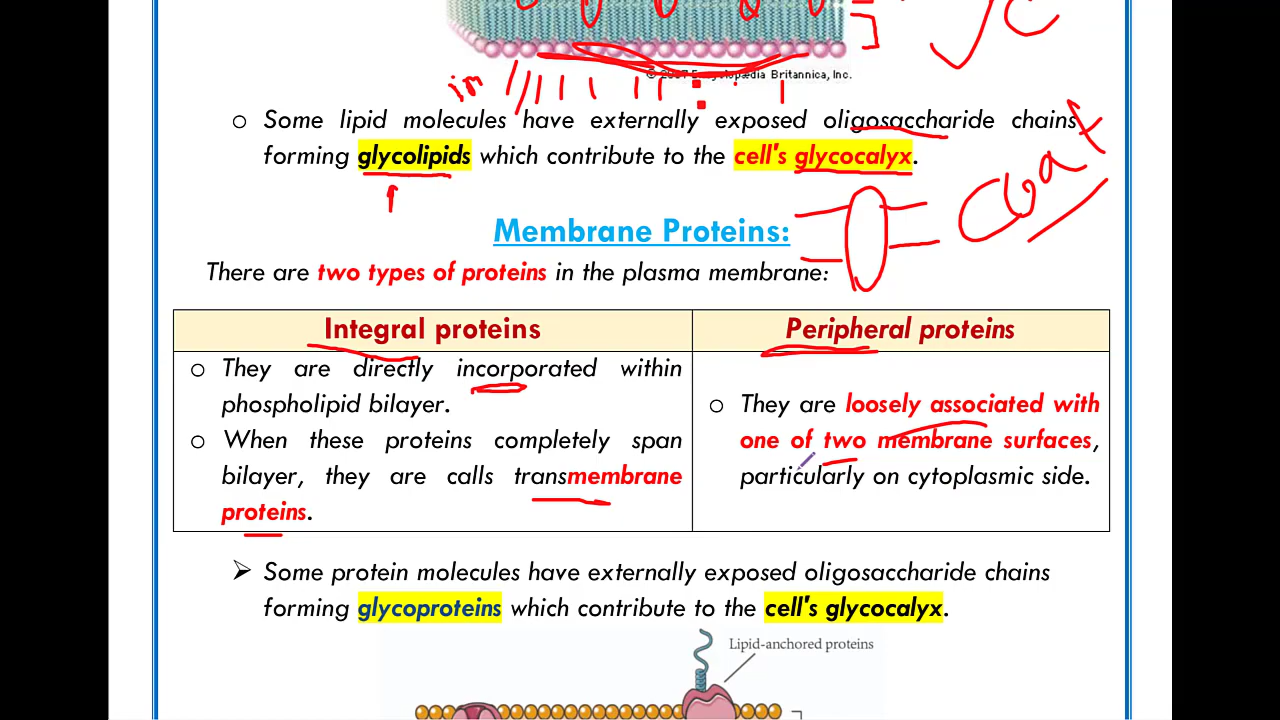 in
© 2007 Encyclopædia Britannica, Inc.
Some lipid molecules have externally exposed oligosaccharide chains
forming glycolipids which contribute to the cell's glycocalyx.
Coat
Membrane Proteins:
There are two types of proteins in the plasma membrane:
Integral proteins
Peripheral proteins
They are directly incorporated within
phospholipid bilayer.
When these proteins completely span
bilayer, they are calls transmembrane
proteins.
They are loosely associated with
one of two membrane surfaces,
particularly on cytoplasmic side.
Some protein molecules have externally exposed oligosaccharide chains
forming glycoproteins which contribute to the cell's glycocalyx.
Lipid-anchored proteins